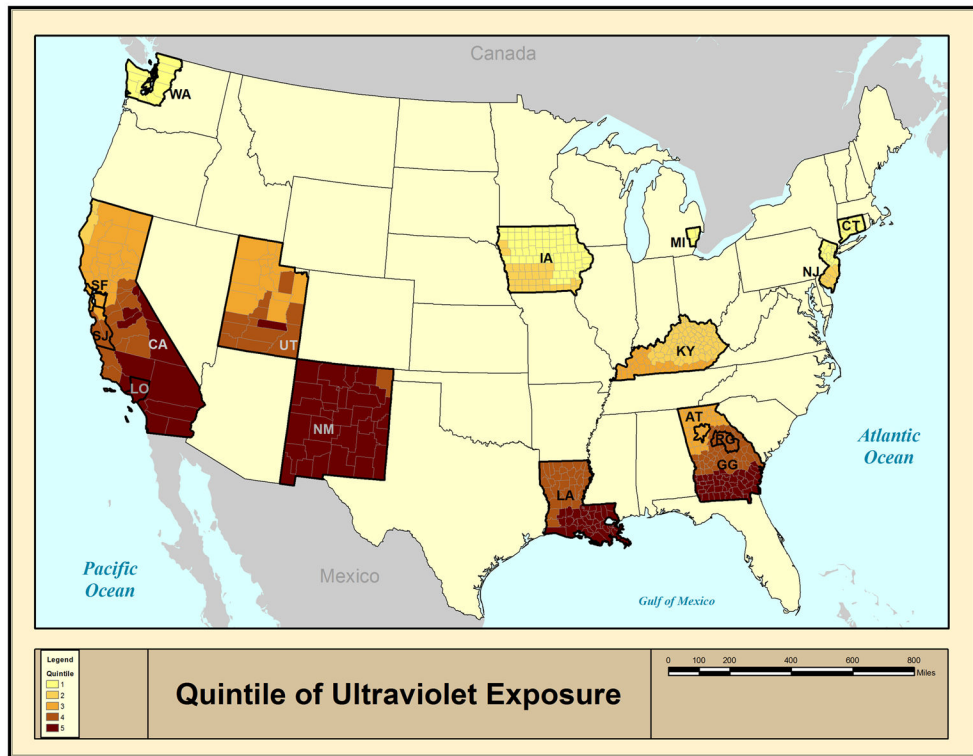 Canada
WA
CT
MI
IA
NJ
SF
KY
SJ
CA
UT
LO
AT
NM
RG
Atlantic
Ocean
GG
LA
Pacific
Ocean
Mexico
Gulf of Mexico
Legend
Quintile
1
2
3
4
5
Quintile of Ultraviolet Exposure
0 100 200 400 600 800
Miles